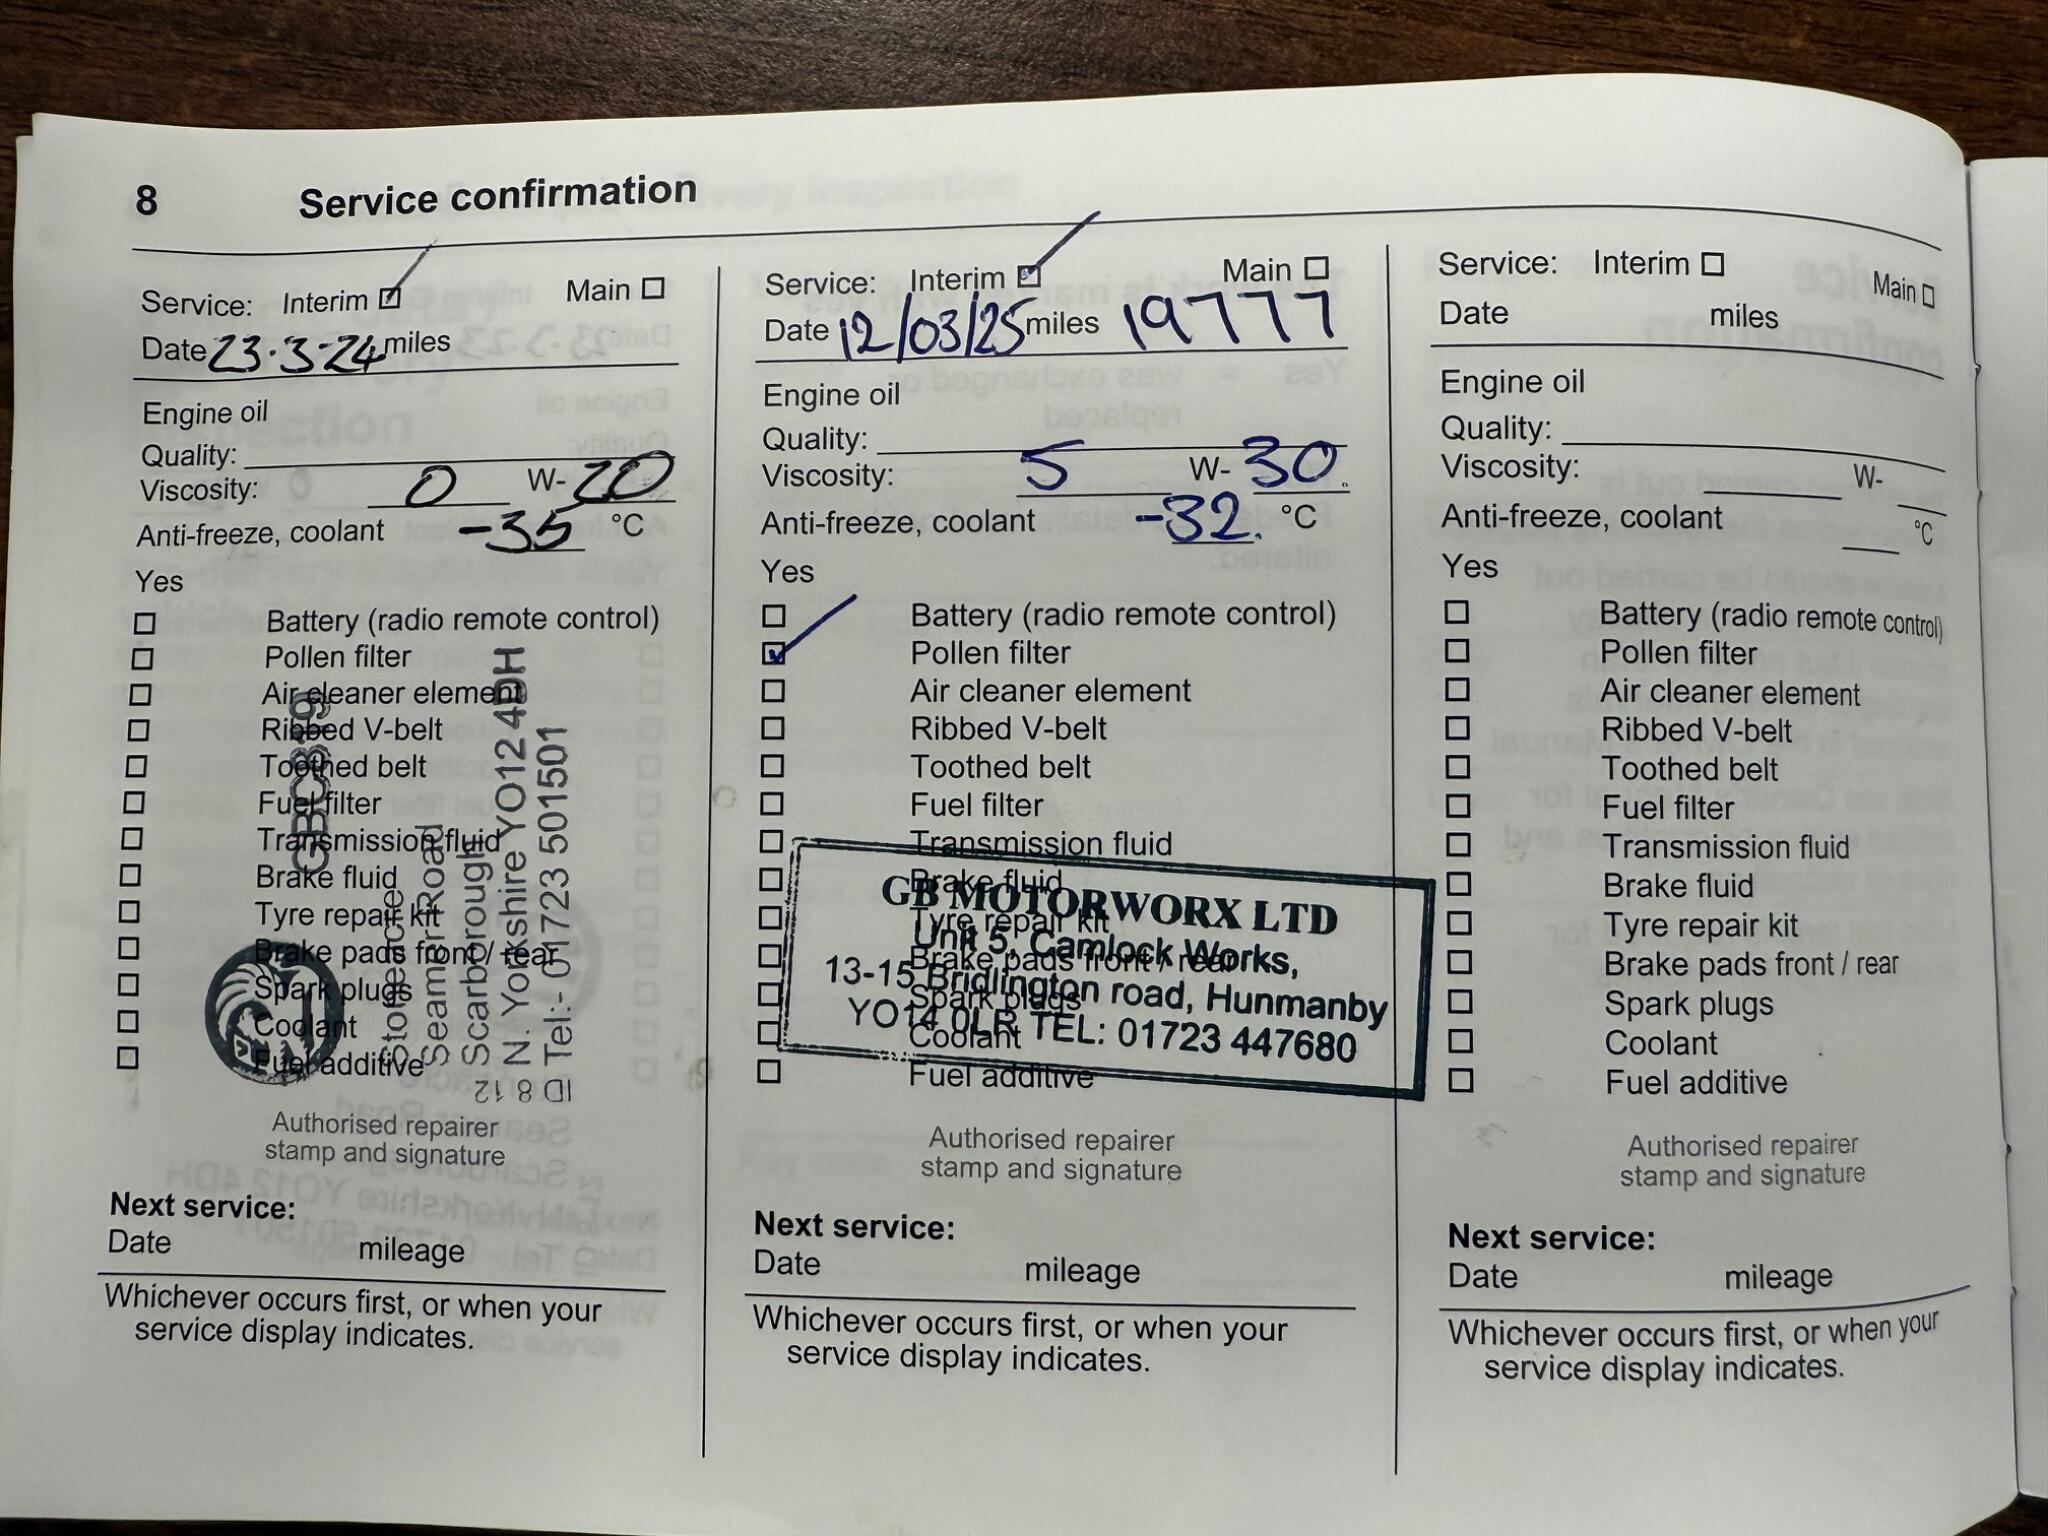 8 Service confirmation
Service: Interim Main
Date 23.3.24 miles
Engine oil
Quality:
Viscosity: 0 W- 20
Anti-freeze, coolant -35 °C
Yes
Battery (radio remote control)
Pollen filter
Air cleaner element
Ribbed V-belt
Toothed belt
Fuel filter
Transmission fluid
Brake fluid
Tyre repair kit
Brake pads front / rear
Spark plugs
Coolant
Fuel additive
Stoneacre
Seamer Road
Scarborough
N. Yorkshire YO12 4DH
Tel:- 01723 501501
Authorised repairer
stamp and signature
Next service:
Date mileage
Whichever occurs first, or when your
service display indicates.
Service: Interim Main
Date 12/03/25 miles 19777
Engine oil
Quality:
Viscosity: 5 W- 30
Anti-freeze, coolant -32. °C
Yes
Battery (radio remote control)
Pollen filter
Air cleaner element
Ribbed V-belt
Toothed belt
Fuel filter
Transmission fluid
Brake fluid
Tyre repair kit
Brake pads front / rear
Spark plugs
Coolant
Fuel additive
GB MOTORWORX LTD
Unit 5, Camlock Works,
13-15 Bridlington road, Hunmanby
YO14 0LR TEL: 01723 447680
Authorised repairer
stamp and signature
Next service:
Date mileage
Whichever occurs first, or when your
service display indicates.
Service: Interim Main
Date miles
Engine oil
Quality:
Viscosity: W-
Anti-freeze, coolant °C
Yes
Battery (radio remote control)
Pollen filter
Air cleaner element
Ribbed V-belt
Toothed belt
Fuel filter
Transmission fluid
Brake fluid
Tyre repair kit
Brake pads front / rear
Spark plugs
Coolant
Fuel additive
Authorised repairer
stamp and signature
Next service:
Date mileage
Whichever occurs first, or when your
service display indicates.